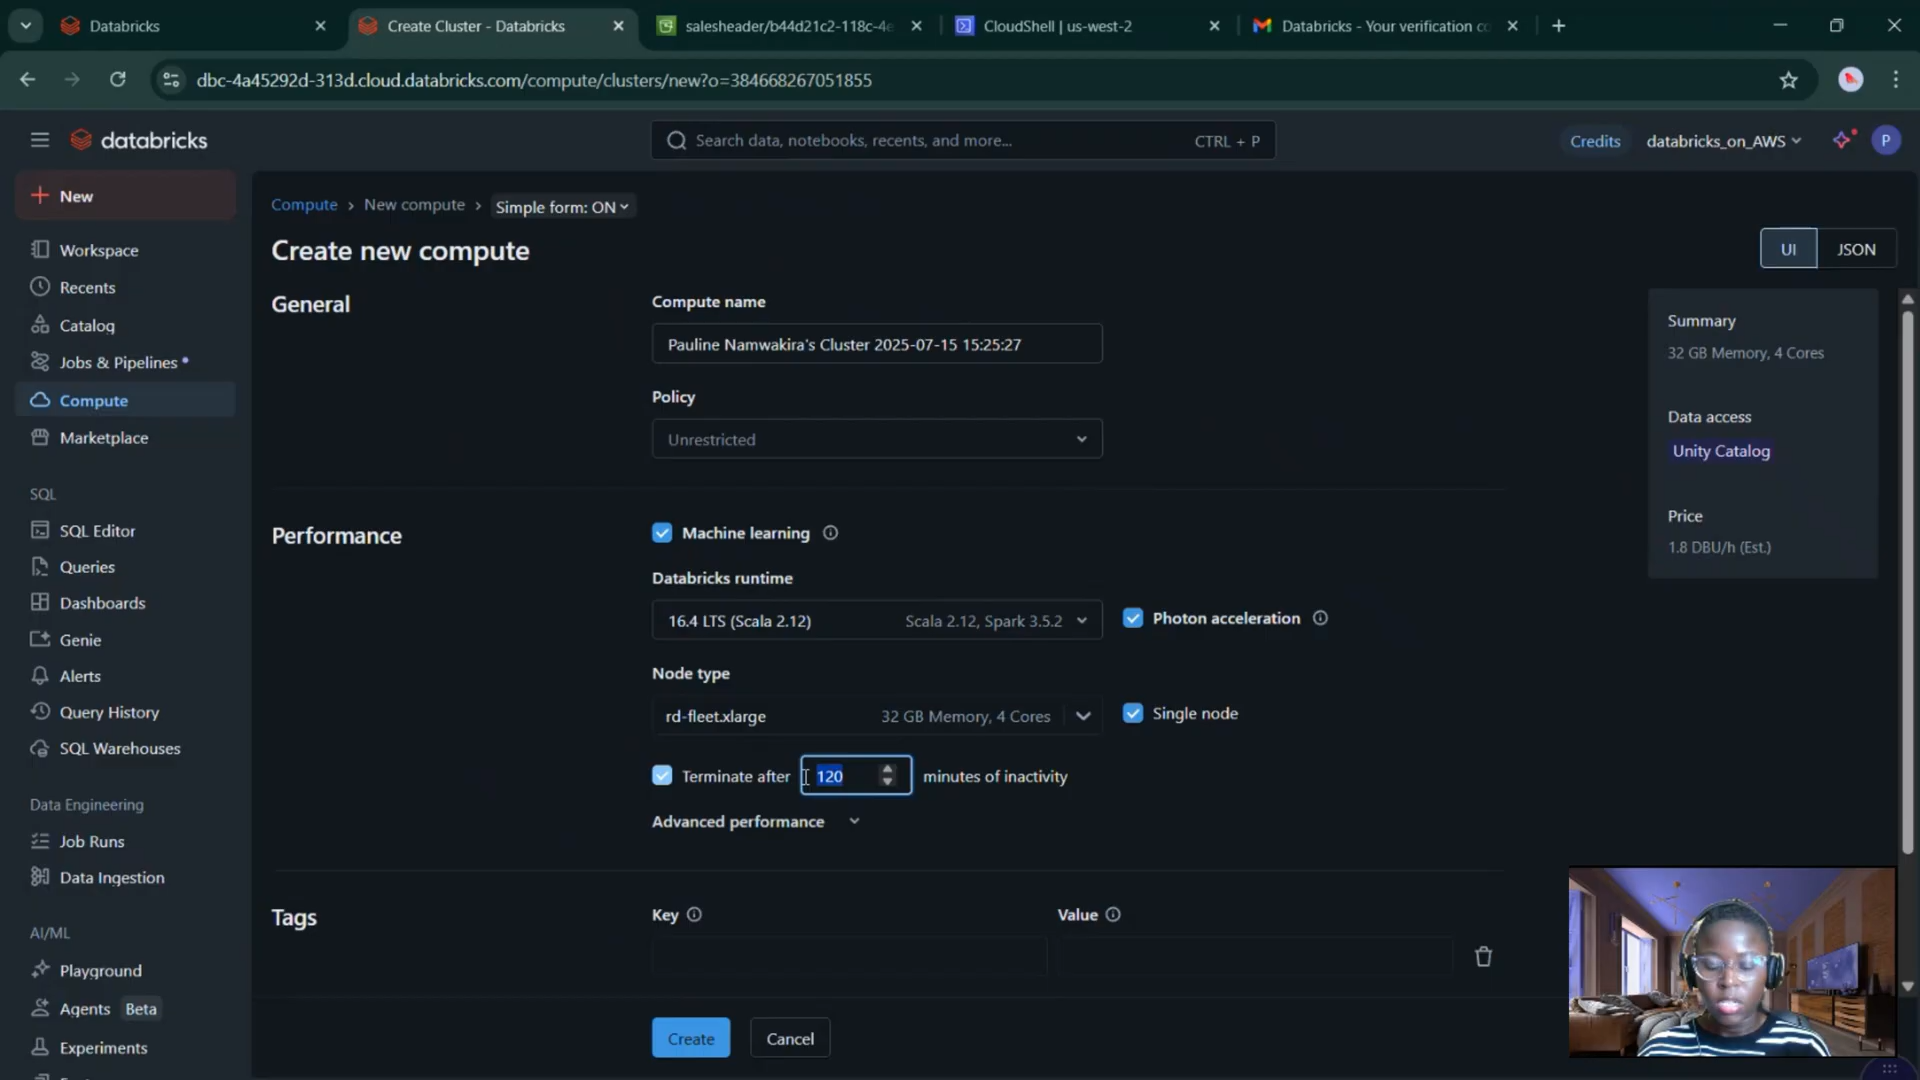 Databricks
Create Cluster - Databricks
salesheader/b44d21c2-118c-4e
CloudShell | us-west-2
Databricks - Your verification co
dbc-4a45292d-313d.cloud.databricks.com/compute/clusters/new?o=384668267051855
databricks
Search data, notebooks, recents, and more...
CTRL + P
Credits
databricks_on_AWS
P
New
Workspace
Recents
Catalog
Jobs & Pipelines
Compute
Marketplace
SQL
SQL Editor
Queries
Dashboards
Genie
Alerts
Query History
SQL Warehouses
Data Engineering
Job Runs
Data Ingestion
AI/ML
Playground
Agents Beta
Experiments
Compute › New compute › Simple form: ON
Create new compute
UI
JSON
General
Compute name
Pauline Namwakira's Cluster 2025-07-15 15:25:27
Policy
Unrestricted
Performance
Machine learning
Databricks runtime
16.4 LTS (Scala 2.12) Scala 2.12, Spark 3.5.2
Photon acceleration
Node type
rd-fleet.xlarge 32 GB Memory, 4 Cores
Single node
Terminate after 120 minutes of inactivity
Advanced performance
Tags
Key
Value
Create
Cancel
Summary
32 GB Memory, 4 Cores
Data access
Unity Catalog
Price
1.8 DBU/h (Est.)